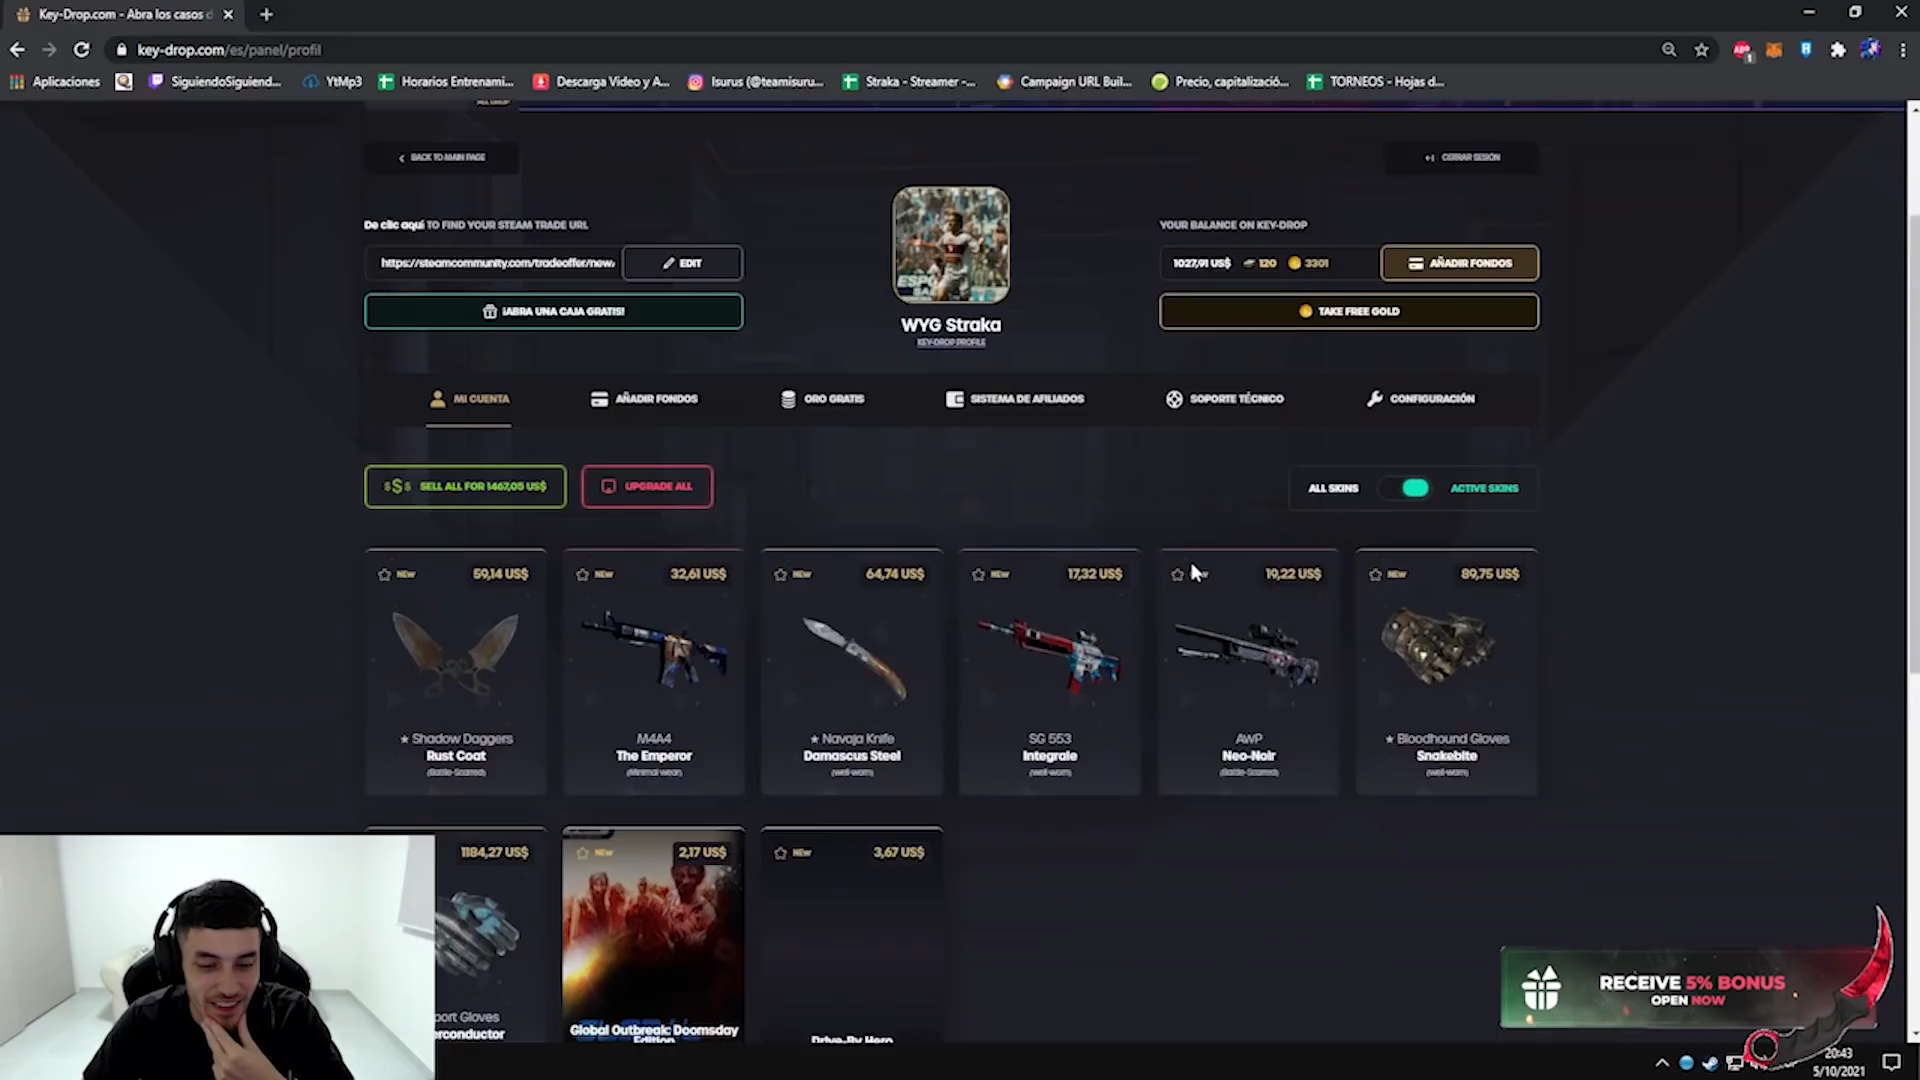 Key-Drop.com - Abra los casos d
key-drop.com/es/panel/profil
Aplicaciones
SiguiendoSiguiend...
YtMp3
Horarios Entrenami...
Descarga Video y A...
Isurus (@teamisuru...
Straka - Streamer -...
Campaign URL Buil...
Precio, capitalizació...
TORNEOS - Hojas d...
BACK TO MAIN PAGE
CERRAR SESIÓN
De clic aquí TO FIND YOUR STEAM TRADE URL
YOUR BALANCE ON KEY-DROP
https://steamcommunity.com/tradeoffer/new/
EDIT
1027,91 US$ 120 3301
AÑADIR FONDOS
¡ABRA UNA CAJA GRATIS!
TAKE FREE GOLD
WYG Straka
KEY-DROP PROFILE
MI CUENTA
AÑADIR FONDOS
ORO GRATIS
SISTEMA DE AFILIADOS
SOPORTE TÉCNICO
CONFIGURACIÓN
$$$ SELL ALL FOR 1467,05 US$
UPGRADE ALL
ALL SKINS
ACTIVE SKINS
NEW 59,14 US$
★ Shadow Daggers
Rust Coat
(Battle-Scarred)
NEW 32,61 US$
M4A4
The Emperor
(Minimal wear)
NEW 64,74 US$
★ Navaja Knife
Damascus Steel
(well-worn)
NEW 17,32 US$
SG 553
Integrale
(well-worn)
19,22 US$
AWP
Neo-Noir
(Battle-Scarred)
NEW 89,75 US$
★ Bloodhound Gloves
Snakebite
(well-worn)
1184,27 US$
port Gloves
erconductor
NEW 2,17 US$
Global Outbreak: Doomsday
Edition
NEW 3,67 US$
Drive-By Hero
RECEIVE 5% BONUS
OPEN NOW
20:43
5/10/2021